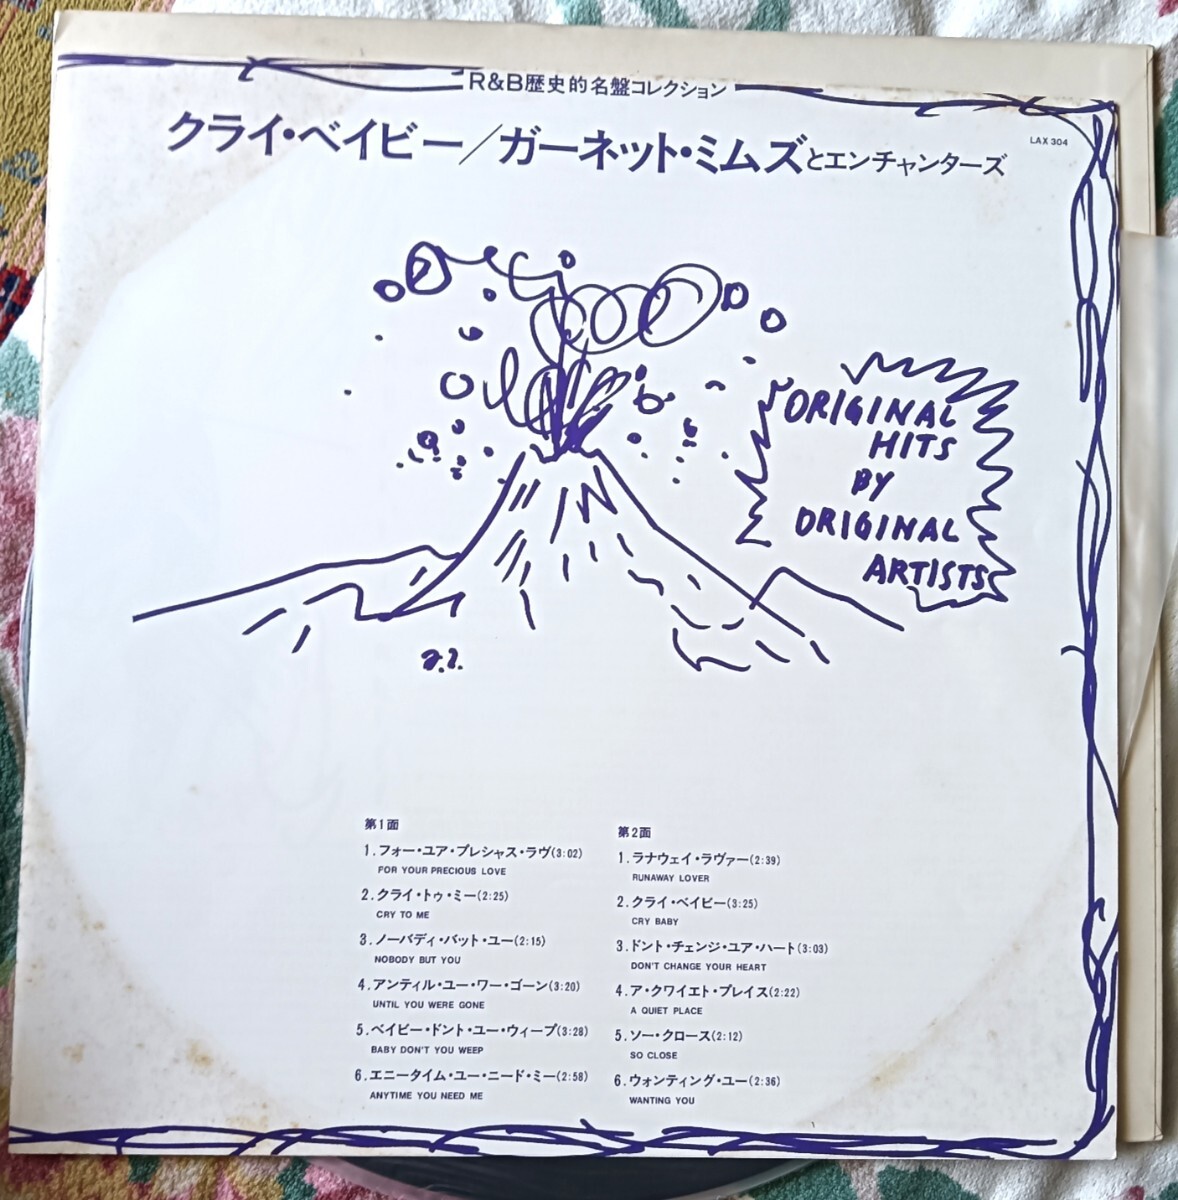 R&B歴史的名盤コレクション
クライ・ベイビー/ガーネット・ミムズとエンチャンターズ
LAX 304
ORIGINAL
HITS
BY
ORIGINAL
ARTISTS
第1面
1.フォー・ユア・プレシャス・ラヴ(3:02)
FOR YOUR PRECIOUS LOVE
2.クライ・トゥ・ミー(2:25)
CRY TO ME
3.ノーバディ・バット・ユー(2:15)
NOBODY BUT YOU
4.アンティル・ユー・ワー・ゴーン(3:20)
UNTIL YOU WERE GONE
5.ベイビー・ドント・ユー・ウィープ(3:28)
BABY DON'T YOU WEEP
6.エニータイム・ユー・ニード・ミー(2:58)
ANYTIME YOU NEED ME
第2面
1.ラナウェイ・ラヴァー(2:39)
RUNAWAY LOVER
2.クライ・ベイビー(3:25)
CRY BABY
3.ドント・チェンジ・ユア・ハート(3:03)
DON'T CHANGE YOUR HEART
4.ア・クワイエト・プレイス(2:22)
A QUIET PLACE
5.ソー・クロース(2:12)
SO CLOSE
6.ウォンティング・ユー(2:36)
WANTING YOU